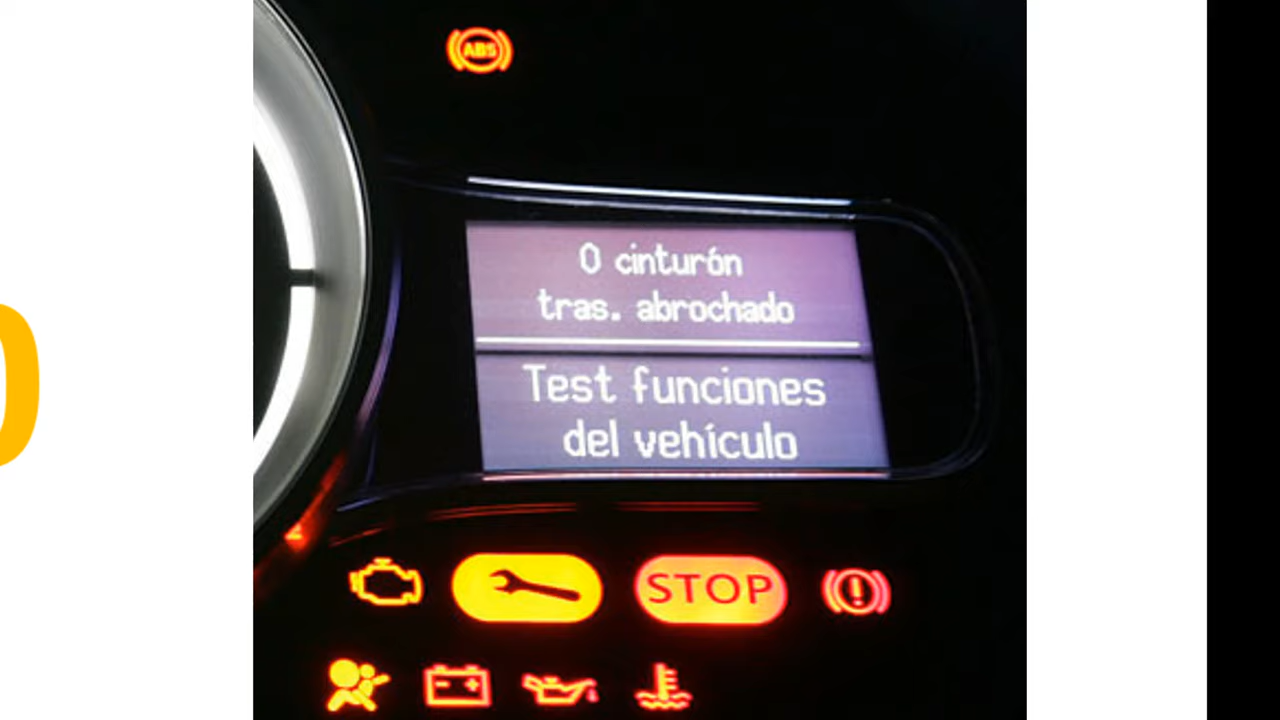 ABS
0 cinturón
tras. abrochado
Test funciones
del vehículo
STOP